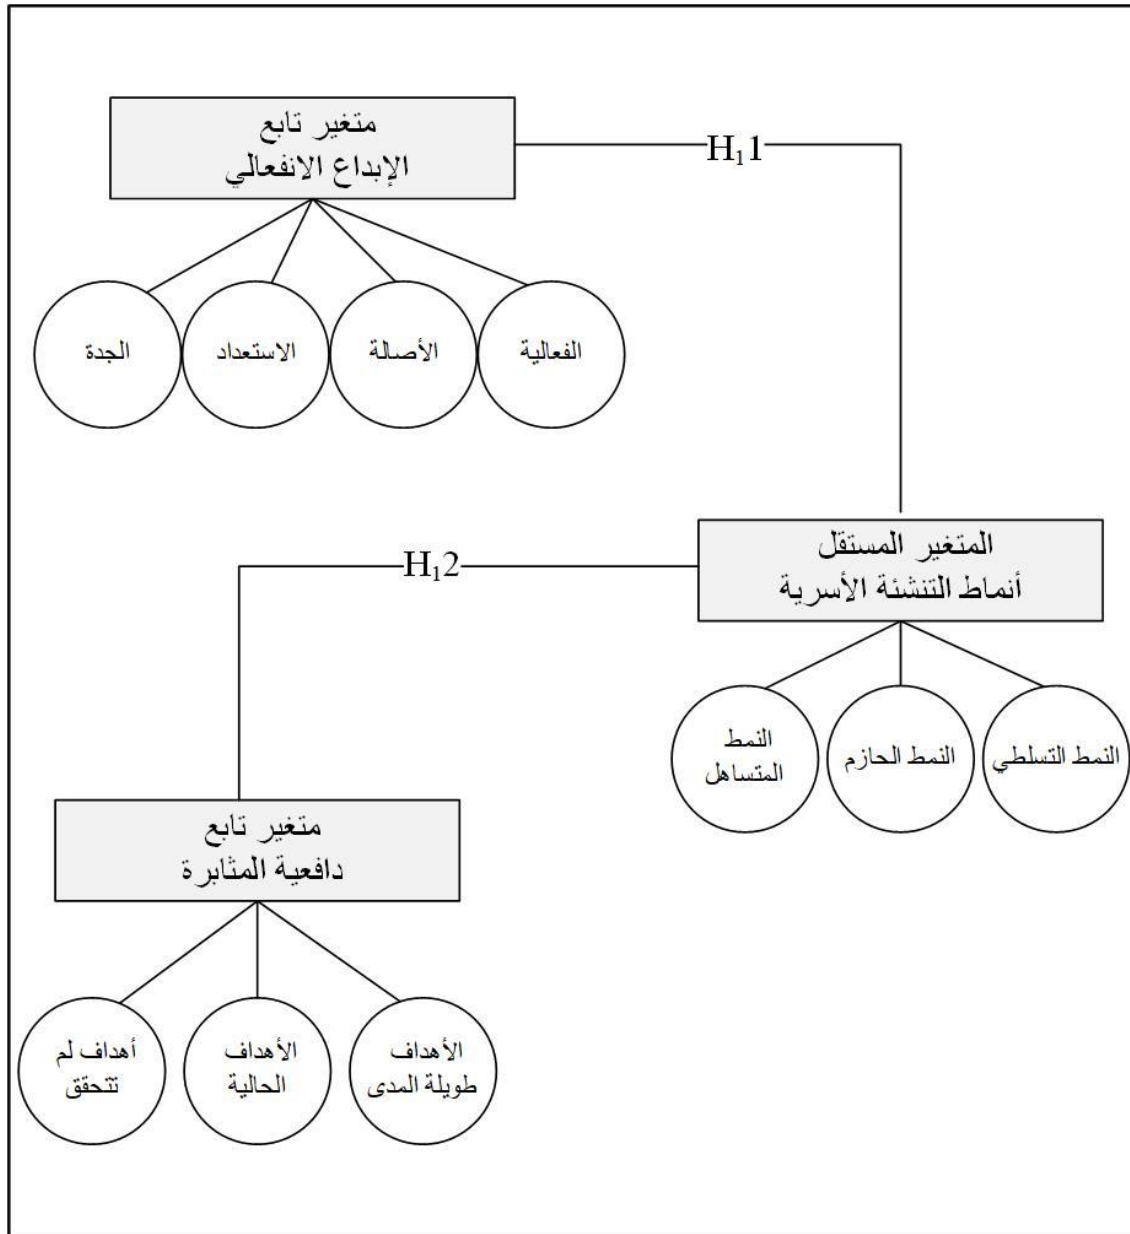 متغير تابع
الإبداع الانفعالي
H₁1
الفعالية
الأصالة
الاستعداد
الجدة
المتغير المستقل
أنماط التنشئة الأسرية
H₁2
النمط التسلطي
النمط الحازم
النمط
المتساهل
متغير تابع
دافعية المثابرة
الأهداف
طويلة المدى
الأهداف
الحالية
أهداف لم
تتحقق